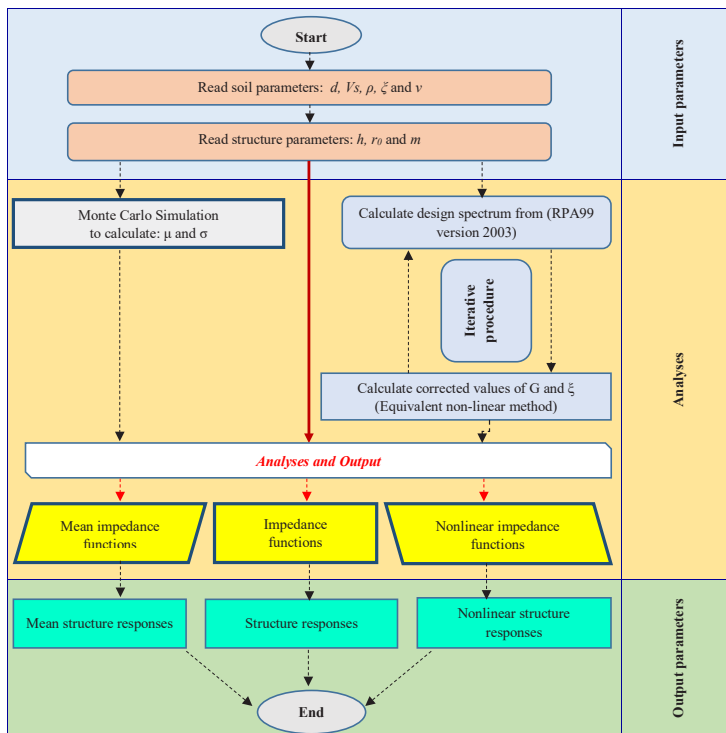 Start
Read soil parameters: d, Vs, ρ, ξ and ν
Read structure parameters: h, r₀ and m
Input parameters
Monte Carlo Simulation
to calculate: μ and σ
Calculate design spectrum from (RPA99
version 2003)
Iterative
procedure
Calculate corrected values of G and ξ
(Equivalent non-linear method)
Analyses
Analyses and Output
Mean impedance
functions
Impedance
functions
Nonlinear impedance
functions
Mean structure responses
Structure responses
Nonlinear structure
responses
Output parameters
End